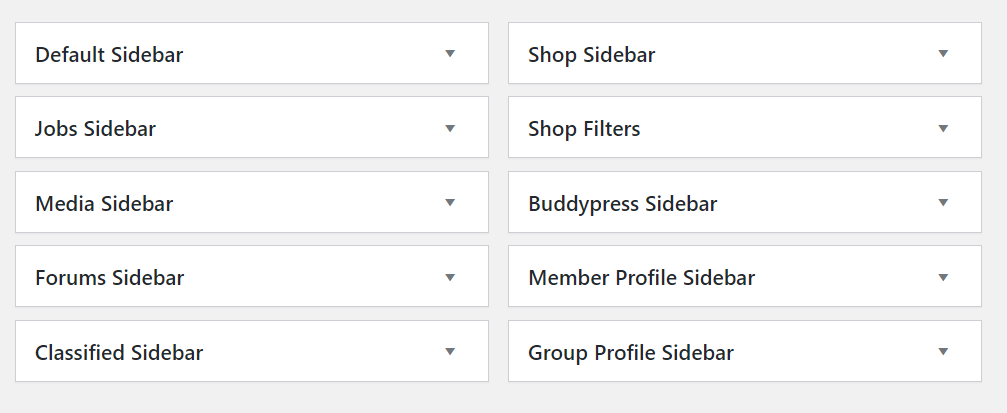 Default Sidebar
Shop Sidebar
Jobs Sidebar
Shop Filters
Media Sidebar
Buddypress Sidebar
Forums Sidebar
Member Profile Sidebar
Classified Sidebar
Group Profile Sidebar